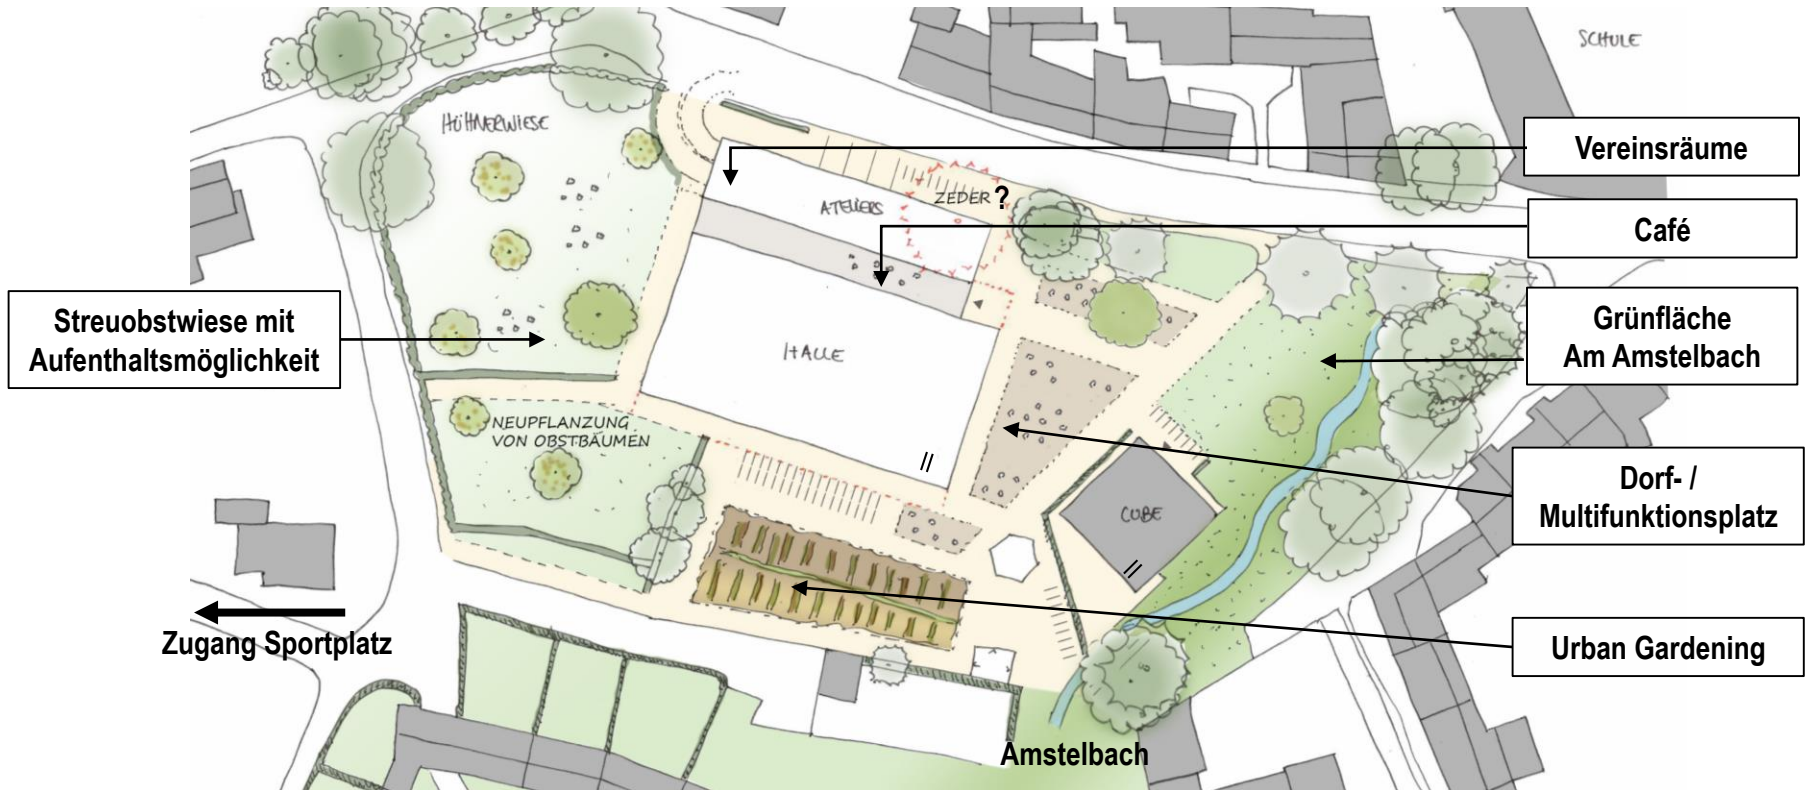 SCHULE
HÜHNERWIESE
Vereinsräume
ZEDER ?
ATELIERS
Café
Streuobstwiese mit
Aufenthaltsmöglichkeit
Grünfläche
Am Amstelbach
HALLE
NEUPFLANZUNG
VON OBSTBÄUMEN
Dorf- /
Multifunktionsplatz
CUBE
Zugang Sportplatz
Urban Gardening
Amstelbach